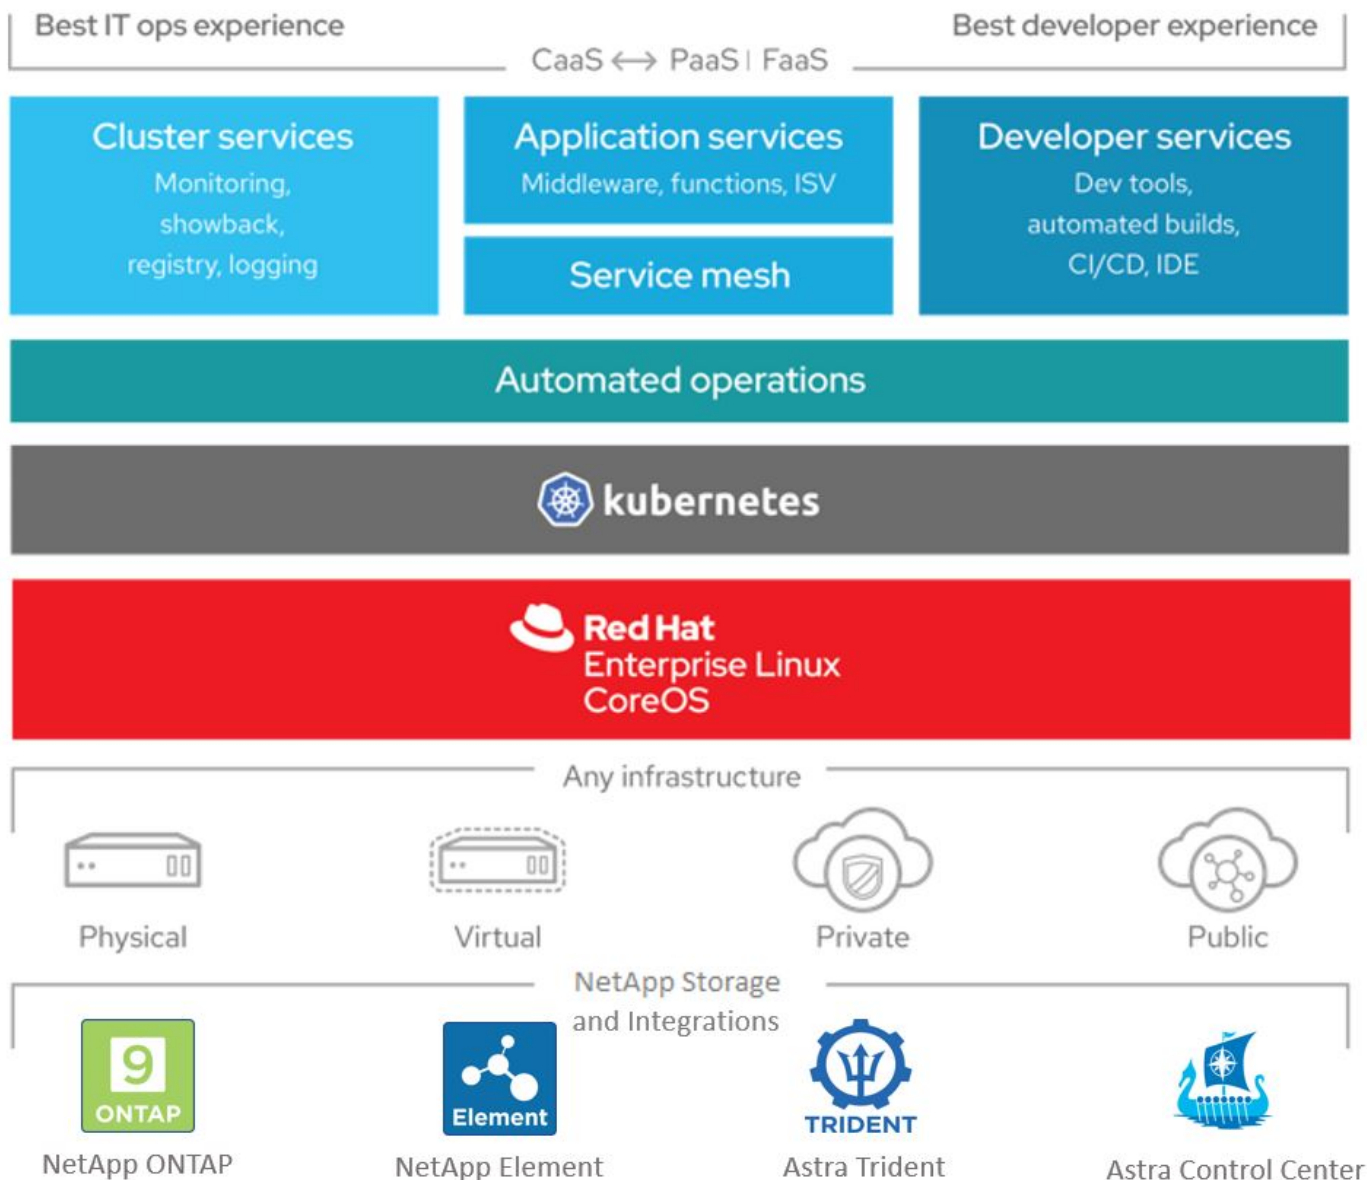 Best IT ops experience
Best developer experience
CaaS ↔ PaaS | FaaS
Cluster services
Monitoring,
showback,
registry, logging
Application services
Middleware, functions, ISV
Service mesh
Developer services
Dev tools,
automated builds,
CI/CD, IDE
Automated operations
kubernetes
Red Hat
Enterprise Linux
CoreOS
Any infrastructure
Physical
Virtual
Private
Public
NetApp Storage
and Integrations
9
ONTAP
NetApp ONTAP
Element
NetApp Element
TRIDENT
Astra Trident
Astra Control Center